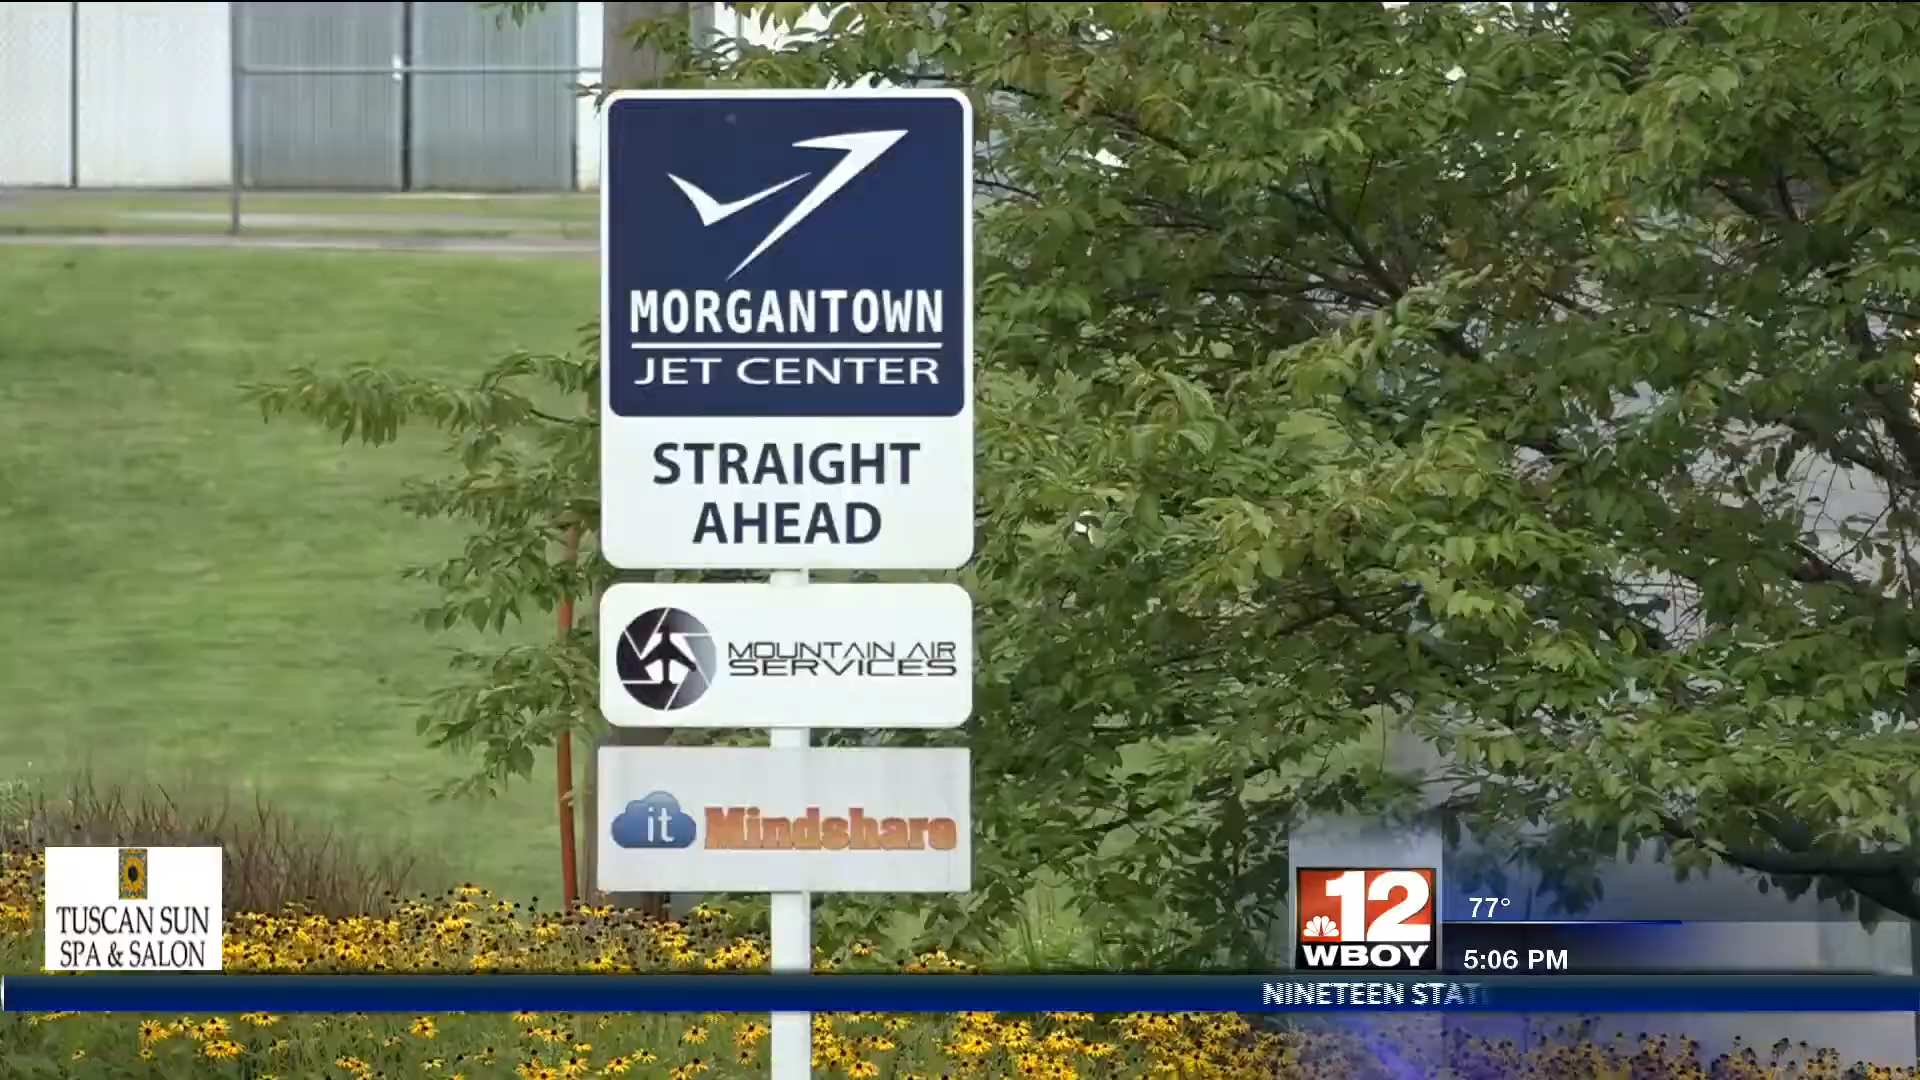 MORGANTOWN
JET CENTER
STRAIGHT
AHEAD
MOUNTAIN AIR
SERVICES
it Mindshare
TUSCAN SUN
SPA & SALON
12
WBOY
77°
5:06 PM
NINETEEN